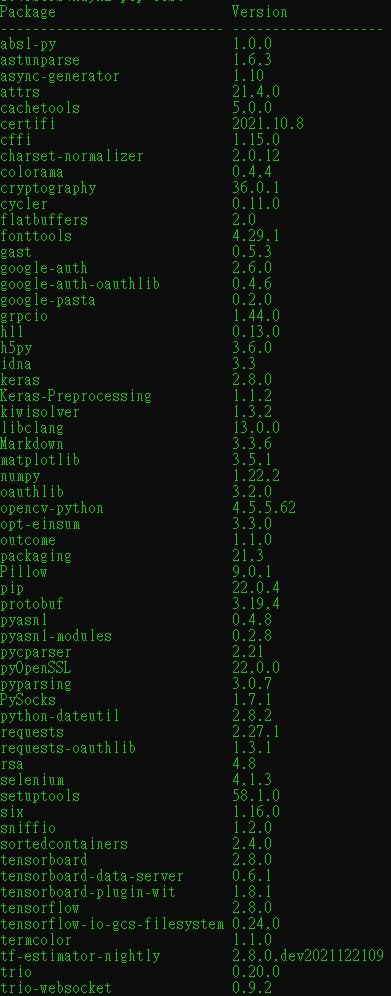 Package Version
---------------------------- -------------------
absl-py 1.0.0
astunparse 1.6.3
async-generator 1.10
attrs 21.4.0
cachetools 5.0.0
certifi 2021.10.8
cffi 1.15.0
charset-normalizer 2.0.12
colorama 0.4.4
cryptography 36.0.1
cycler 0.11.0
flatbuffers 2.0
fonttools 4.29.1
gast 0.5.3
google-auth 2.6.0
google-auth-oauthlib 0.4.6
google-pasta 0.2.0
grpcio 1.44.0
h11 0.13.0
h5py 3.6.0
idna 3.3
keras 2.8.0
Keras-Preprocessing 1.1.2
kiwisolver 1.3.2
libclang 13.0.0
Markdown 3.3.6
matplotlib 3.5.1
numpy 1.22.2
oauthlib 3.2.0
opencv-python 4.5.5.62
opt-einsum 3.3.0
outcome 1.1.0
packaging 21.3
Pillow 9.0.1
pip 22.0.4
protobuf 3.19.4
pyasn1 0.4.8
pyasn1-modules 0.2.8
pycparser 2.21
pyOpenSSL 22.0.0
pyparsing 3.0.7
PySocks 1.7.1
python-dateutil 2.8.2
requests 2.27.1
requests-oauthlib 1.3.1
rsa 4.8
selenium 4.1.3
setuptools 58.1.0
six 1.16.0
sniffio 1.2.0
sortedcontainers 2.4.0
tensorboard 2.8.0
tensorboard-data-server 0.6.1
tensorboard-plugin-wit 1.8.1
tensorflow 2.8.0
tensorflow-io-gcs-filesystem 0.24.0
termcolor 1.1.0
tf-estimator-nightly 2.8.0.dev2021122109
trio 0.20.0
trio-websocket 0.9.2